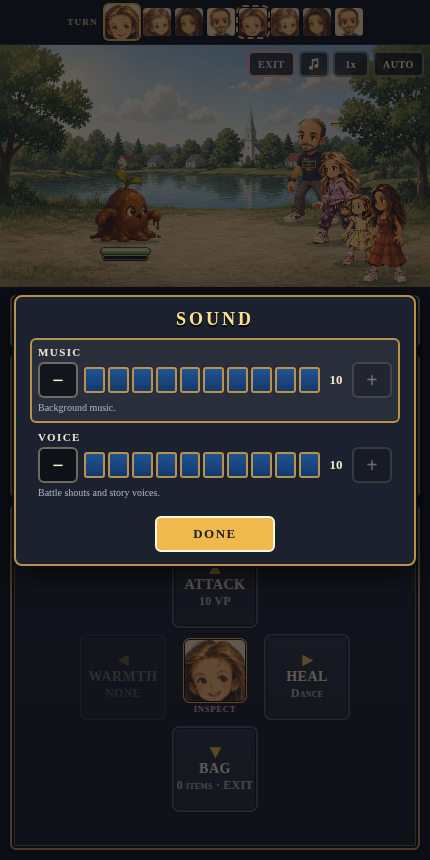 TURN
EXIT
1x
AUTO
SOUND
MUSIC
− 10 +
Background music.
VOICE
− 10 +
Battle shouts and story voices.
DONE
ATTACK
10 VP
WARMTH
NONE
INSPECT
HEAL
DANCE
BAG
0 ITEMS · EXIT